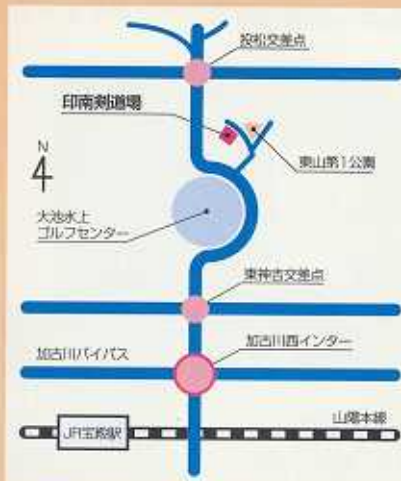 投松交差点
印南剣道場
N
東山第1公園
大池水上
ゴルフセンター
東神吉交差点
加古川バイパス
加古川西インター
山陽本線
JR宝殿駅